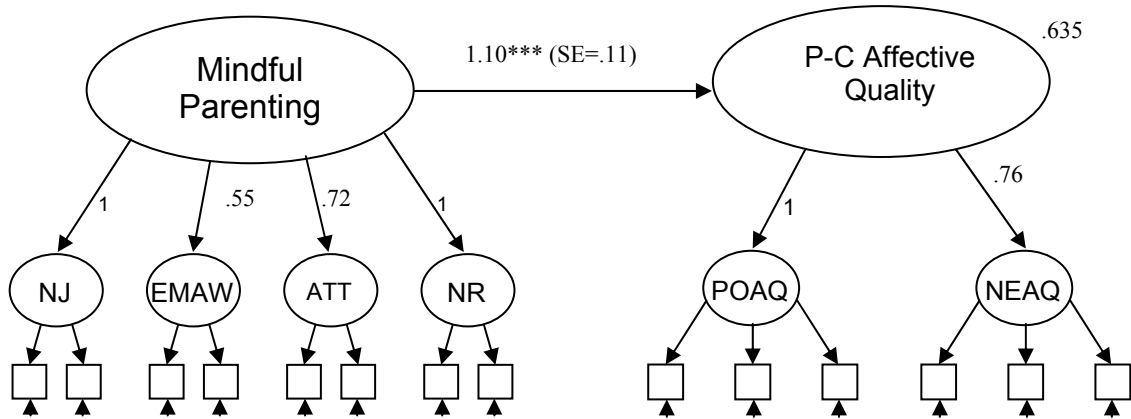 .635
1.10*** (SE=.11)
Mindful
Parenting
P-C Affective
Quality
1
.55
.72
1
1
.76
NJ
EMAW
ATT
NR
POAQ
NEAQ